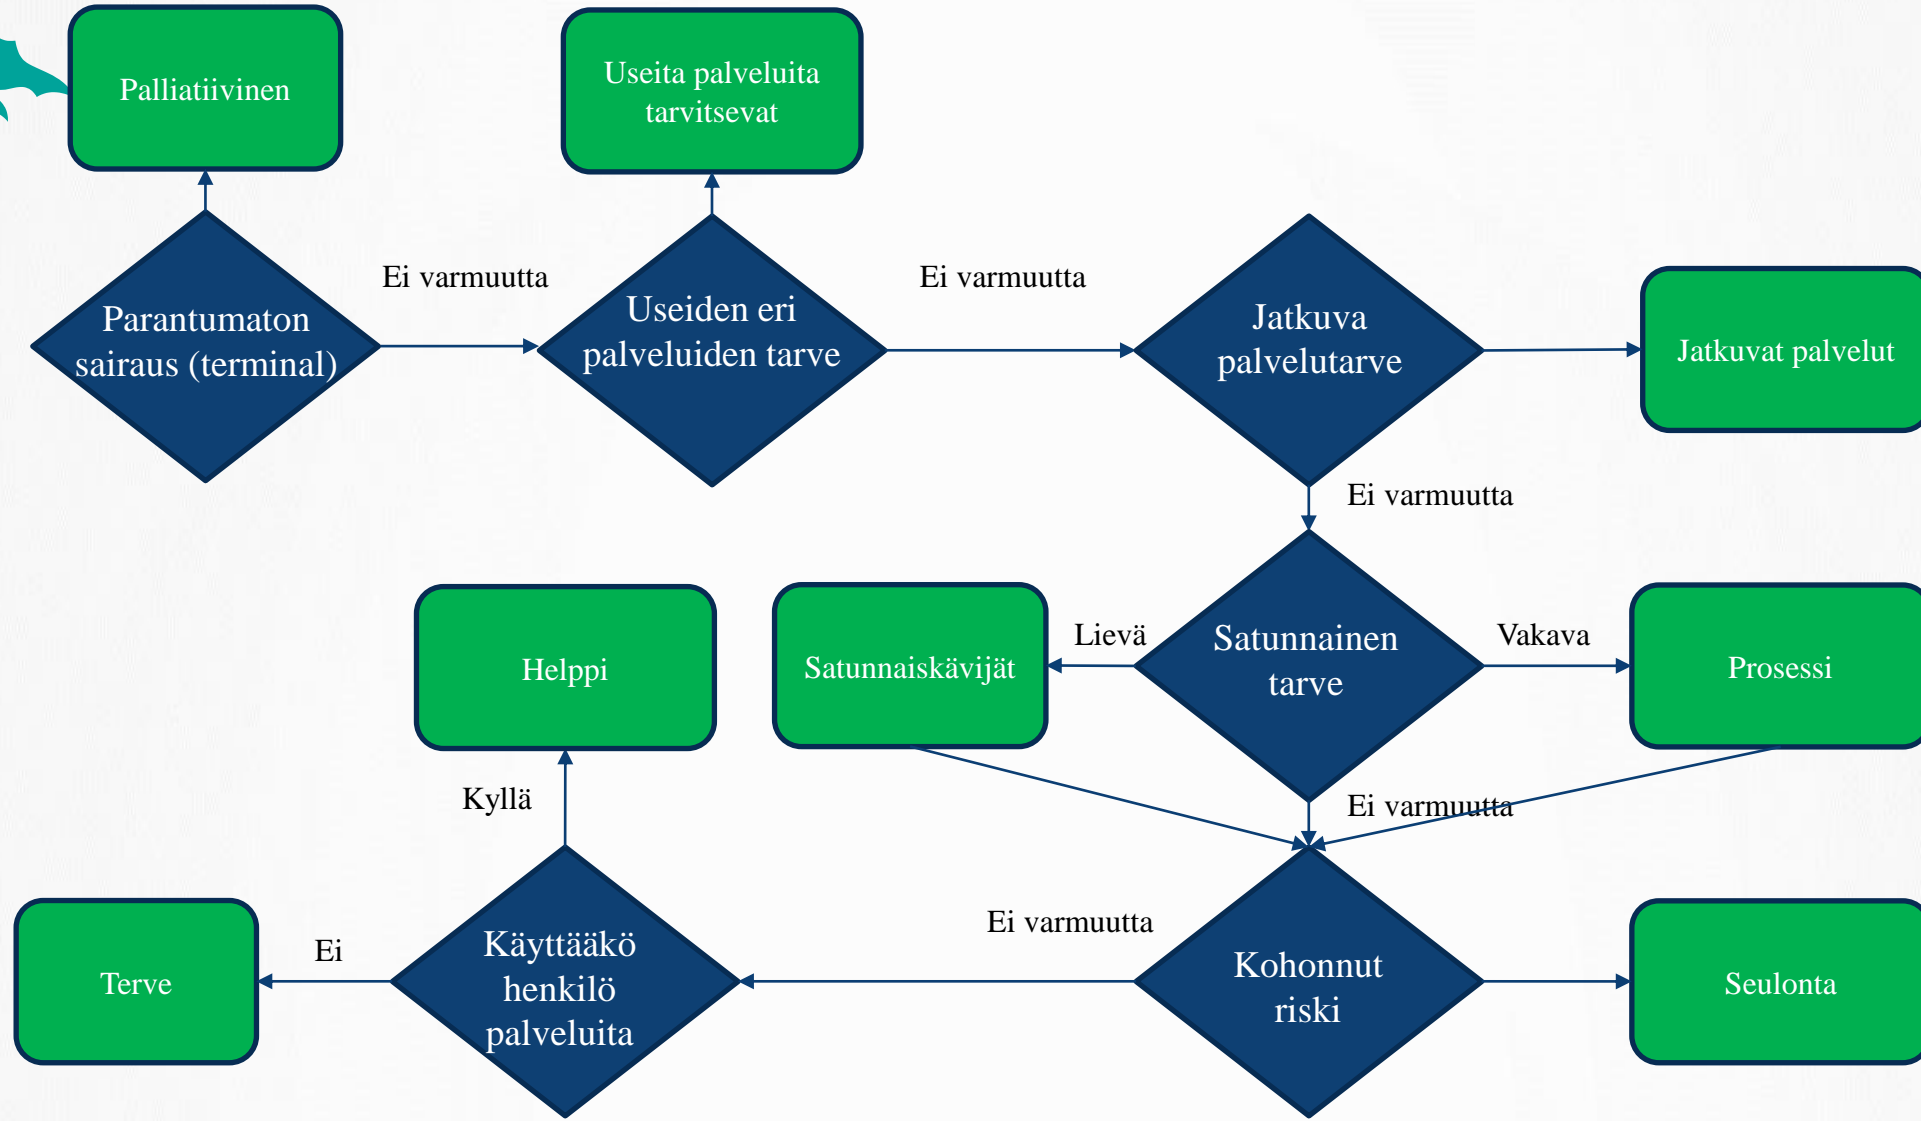 Palliatiivinen
Useita palveluita
tarvitsevat
Ei varmuutta
Ei varmuutta
Parantumaton
sairaus (terminal)
Useiden eri
palveluiden tarve
Jatkuva
palvelutarve
Jatkuvat palvelut
Ei varmuutta
Helppi
Satunnaiskävijät
Lievä
Satunnainen
tarve
Vakava
Prosessi
Kyllä
Ei varmuutta
Terve
Ei
Käyttääkö
henkilö
palveluita
Ei varmuutta
Kohonnut
riski
Seulonta